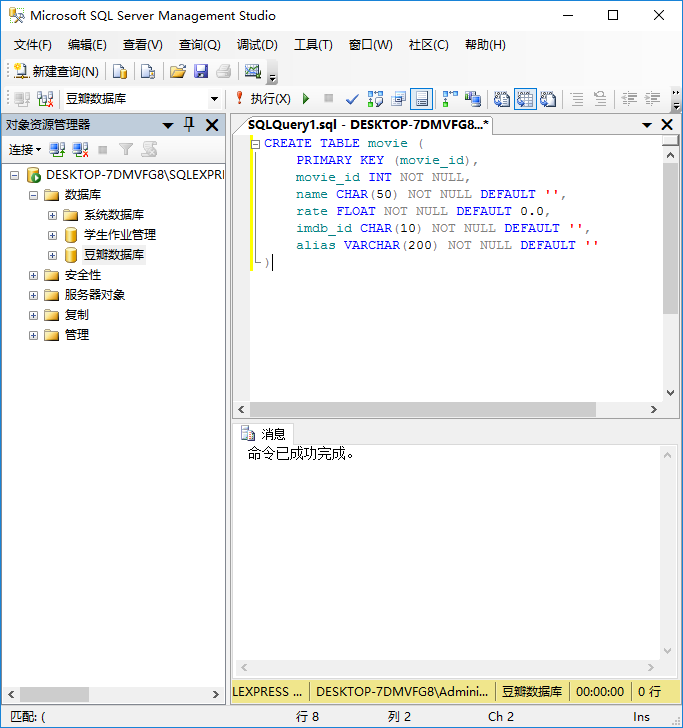 Microsoft SQL Server Management Studio
文件(F) 编辑(E) 查看(V) 查询(Q) 调试(D) 工具(T) 窗口(W) 社区(C) 帮助(H)
新建查询(N)
豆瓣数据库 执行(X)
对象资源管理器
连接
DESKTOP-7DMVFG8\SQLEXPRE
数据库
系统数据库
学生作业管理
豆瓣数据库
安全性
服务器对象
复制
管理
SQLQuery1.sql - DESKTOP-7DMVFG8...*
CREATE TABLE movie (
PRIMARY KEY (movie_id),
movie_id INT NOT NULL,
name CHAR(50) NOT NULL DEFAULT '',
rate FLOAT NOT NULL DEFAULT 0.0,
imdb_id CHAR(10) NOT NULL DEFAULT '',
alias VARCHAR(200) NOT NULL DEFAULT ''
)
消息
命令已成功完成。
LEXPRESS ... DESKTOP-7DMVFG8\Admini... 豆瓣数据库 00:00:00 0 行
匹配: ( 行 8 列 2 Ch 2 Ins